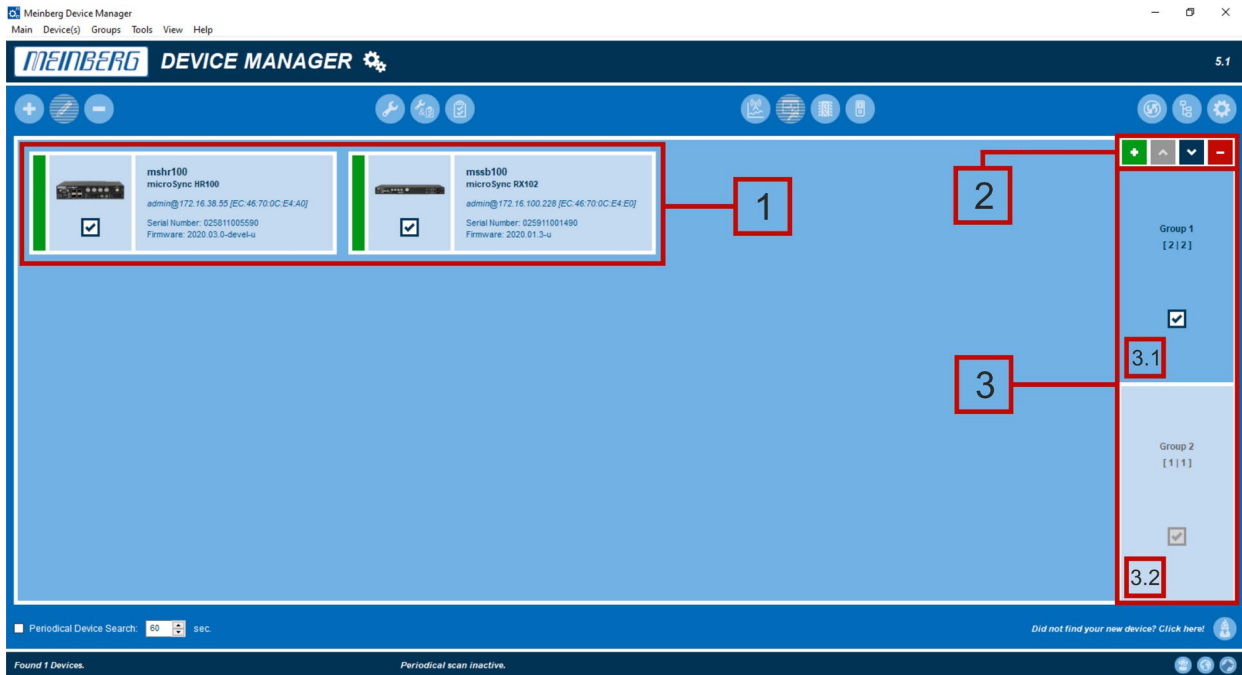 Meinberg Device Manager
Main Device(s) Groups Tools View Help
MEINBERG DEVICE MANAGER 5.1
mshr100
microSync HR100
admin@172.16.38.55 [EC:46:70:0C:E4:A0]
Serial Number: 025811005590
Firmware: 2020.03.0-devel-u
mssb100
microSync RX102
admin@172.16.100.228 [EC:46:70:0C:E4:E0]
Serial Number: 025911001490
Firmware: 2020.01.3-u
1
2
Group 1
[ 2 | 2 ]
3.1
3
Group 2
[ 1 | 1 ]
3.2
Periodical Device Search: 60 sec.
Did not find your new device? Click here!
Found 1 Devices.
Periodical scan inactive.